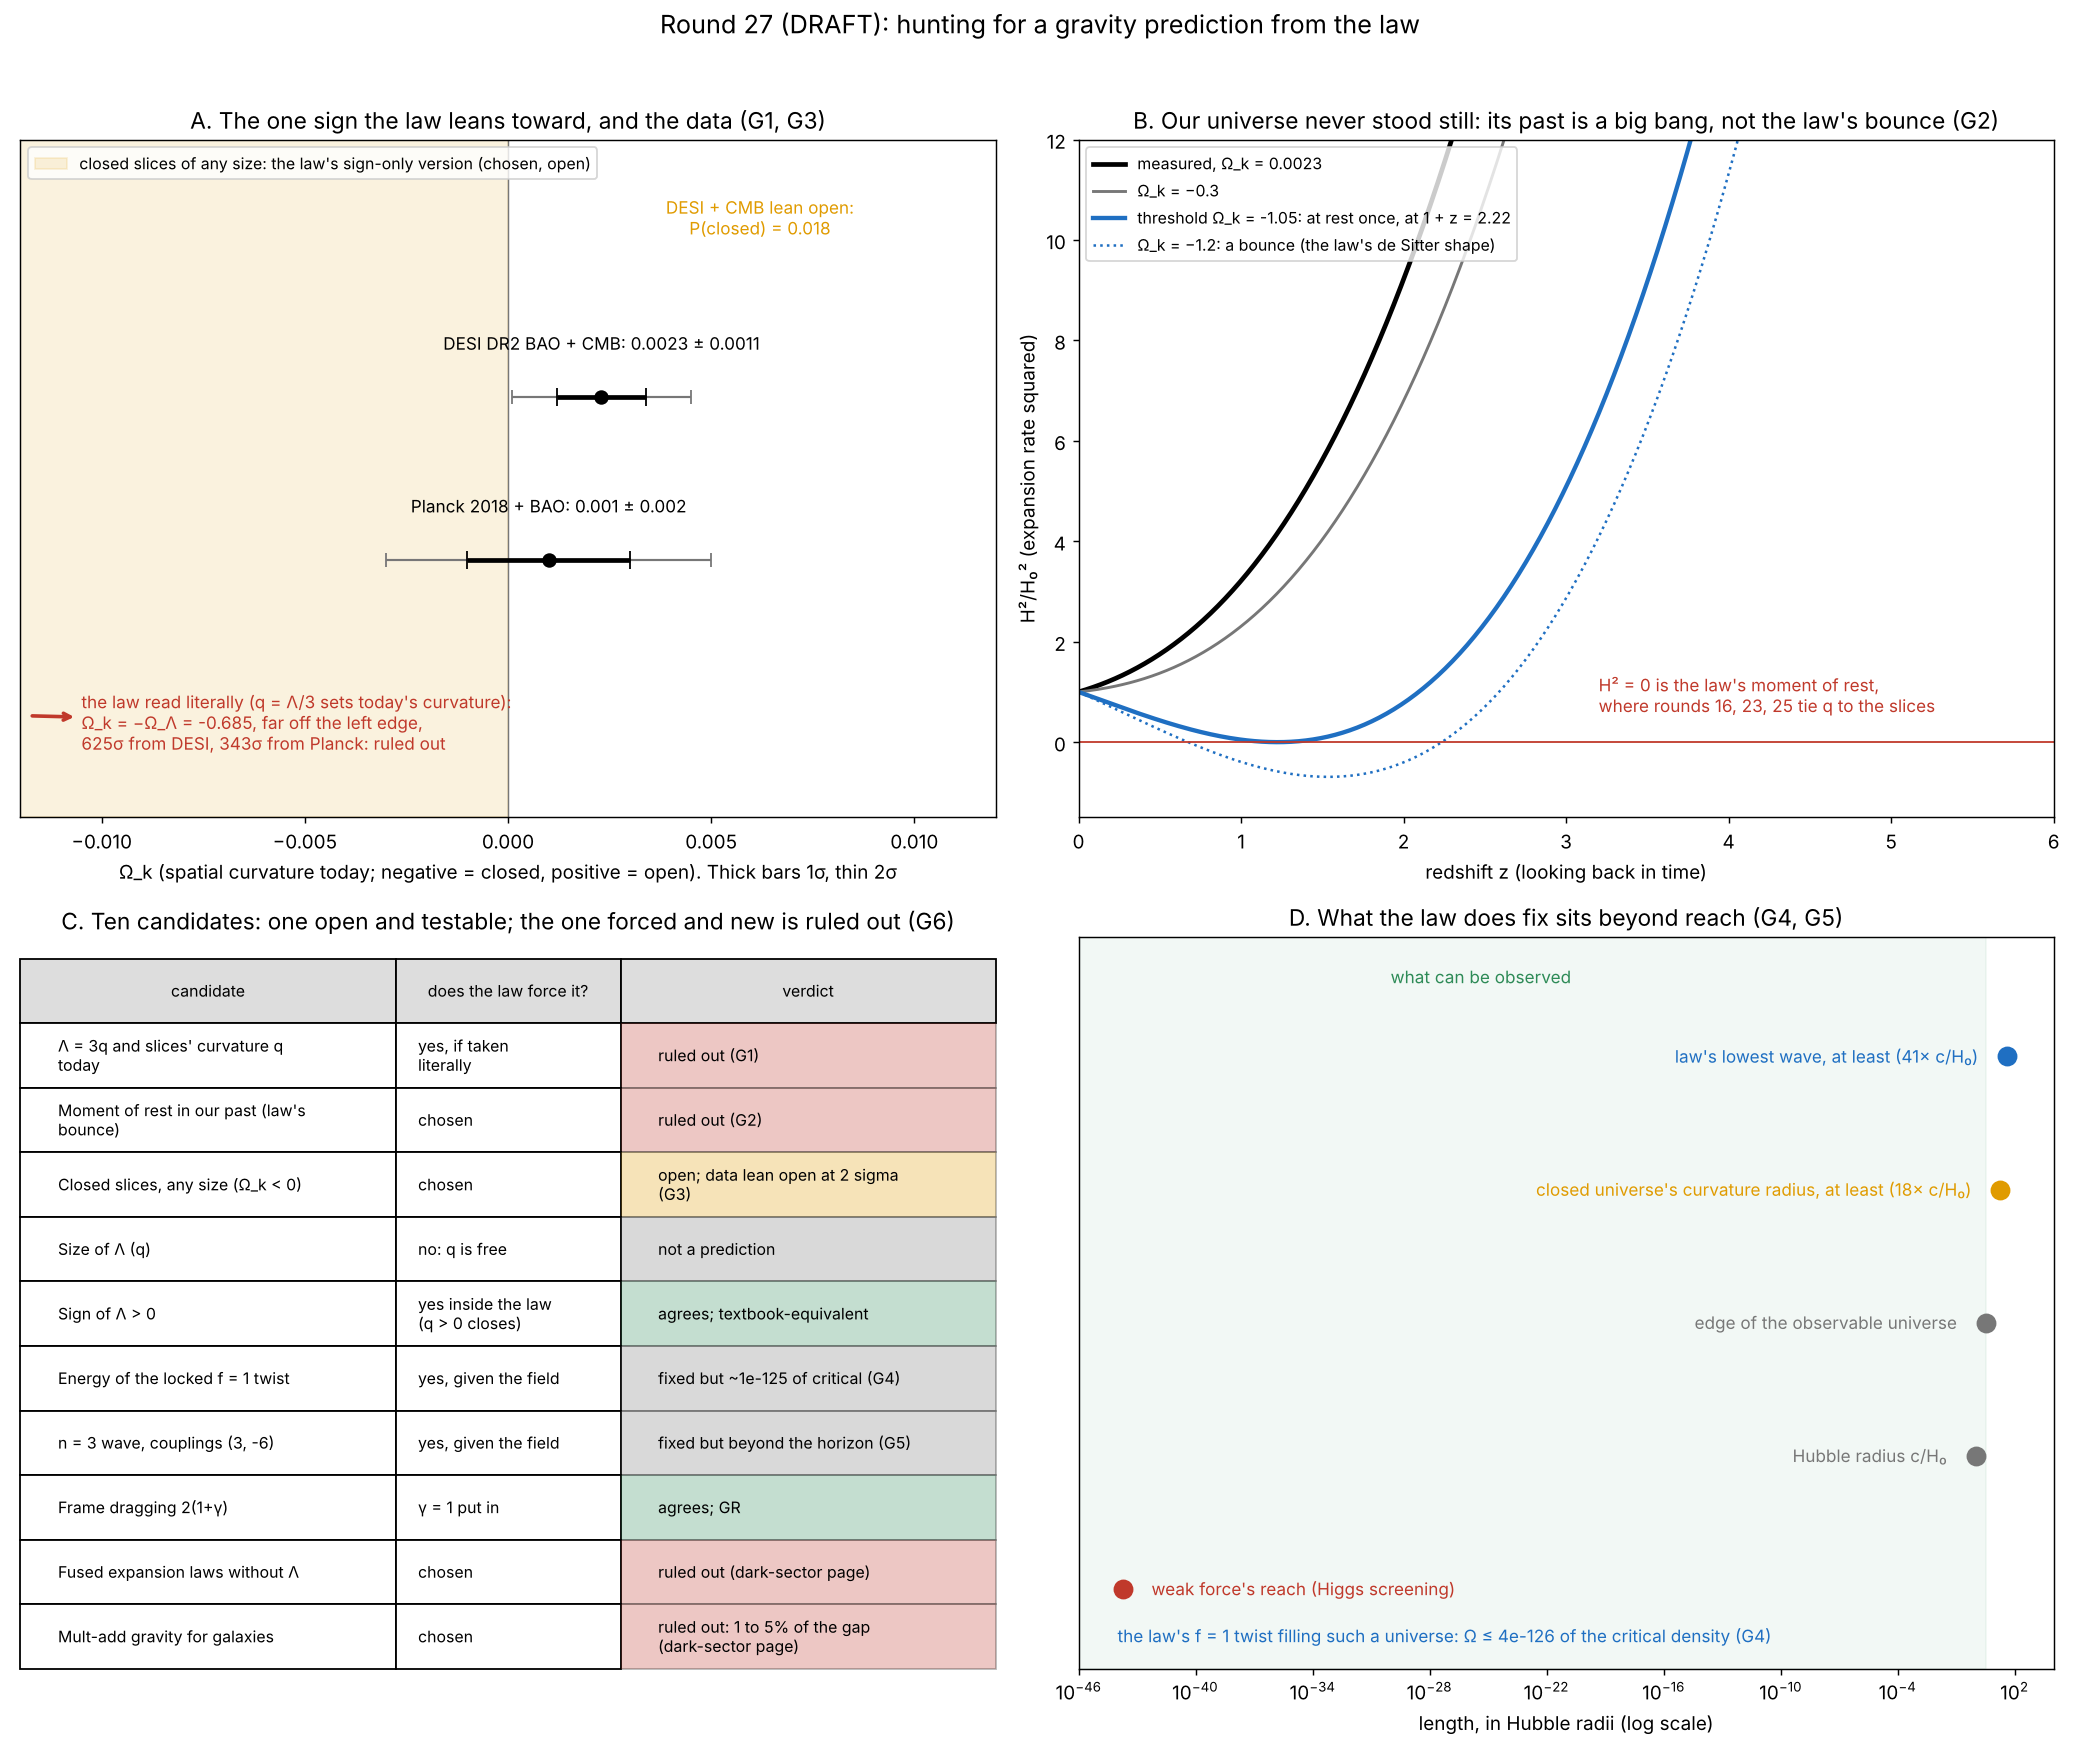 Round 27 (DRAFT): hunting for a gravity prediction from the law
A. The one sign the law leans toward, and the data (G1, G3)
closed slices of any size: the law's sign-only version (chosen, open)
DESI + CMB lean open:
P(closed) = 0.018
DESI DR2 BAO + CMB: 0.0023 ± 0.0011
Planck 2018 + BAO: 0.001 ± 0.002
the law read literally (q = Λ/3 sets today's curvature):
Ω_k = −Ω_Λ = -0.685, far off the left edge,
625σ from DESI, 343σ from Planck: ruled out
−0.010
−0.005
0.000
0.005
0.010
Ω_k (spatial curvature today; negative = closed, positive = open). Thick bars 1σ, thin 2σ
B. Our universe never stood still: its past is a big bang, not the law's bounce (G2)
measured, Ω_k = 0.0023
Ω_k = −0.3
threshold Ω_k = -1.05: at rest once, at 1 + z = 2.22
Ω_k = −1.2: a bounce (the law's de Sitter shape)
H² = 0 is the law's moment of rest,
where rounds 16, 23, 25 tie q to the slices
12
10
8
6
4
2
0
H²/H₀² (expansion rate squared)
0
1
2
3
4
5
6
redshift z (looking back in time)
C. Ten candidates: one open and testable; the one forced and new is ruled out (G6)
candidate
does the law force it?
verdict
Λ = 3q and slices' curvature q
today
yes, if taken
literally
ruled out (G1)
Moment of rest in our past (law's
bounce)
chosen
ruled out (G2)
Closed slices, any size (Ω_k < 0)
chosen
open; data lean open at 2 sigma
(G3)
Size of Λ (q)
no: q is free
not a prediction
Sign of Λ > 0
yes inside the law
(q > 0 closes)
agrees; textbook-equivalent
Energy of the locked f = 1 twist
yes, given the field
fixed but ~1e-125 of critical (G4)
n = 3 wave, couplings (3, -6)
yes, given the field
fixed but beyond the horizon (G5)
Frame dragging 2(1+γ)
γ = 1 put in
agrees; GR
Fused expansion laws without Λ
chosen
ruled out (dark-sector page)
Mult-add gravity for galaxies
chosen
ruled out: 1 to 5% of the gap
(dark-sector page)
D. What the law does fix sits beyond reach (G4, G5)
what can be observed
law's lowest wave, at least (41× c/H₀)
closed universe's curvature radius, at least (18× c/H₀)
edge of the observable universe
Hubble radius c/H₀
weak force's reach (Higgs screening)
the law's f = 1 twist filling such a universe: Ω ≤ 4e-126 of the critical density (G4)
10⁻⁴⁶
10⁻⁴⁰
10⁻³⁴
10⁻²⁸
10⁻²²
10⁻¹⁶
10⁻¹⁰
10⁻⁴
10²
length, in Hubble radii (log scale)